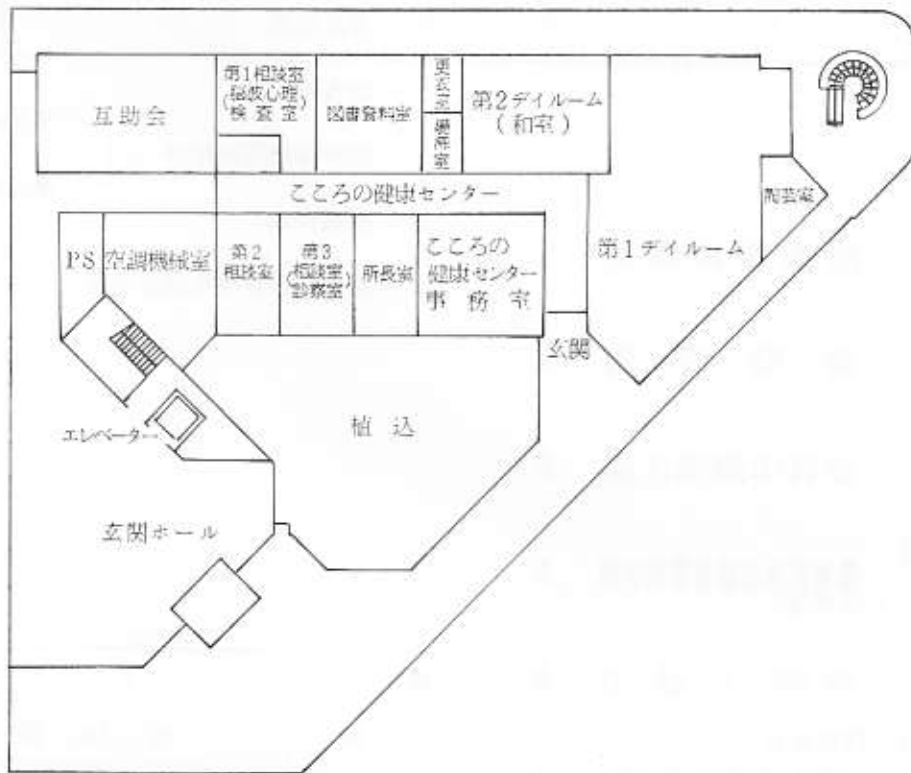 互助会
第1相談室
(脳波心理)
検査室
図書資料室
更衣室
第2デイルーム
(和室)
こころの健康センター
陶芸室
PS
空調機械室
第2
相談室
第3
(相談室)
診察室
所長室
こころの
健康センター
事務室
第1デイルーム
玄関
植込
エレベーター
玄関ホール